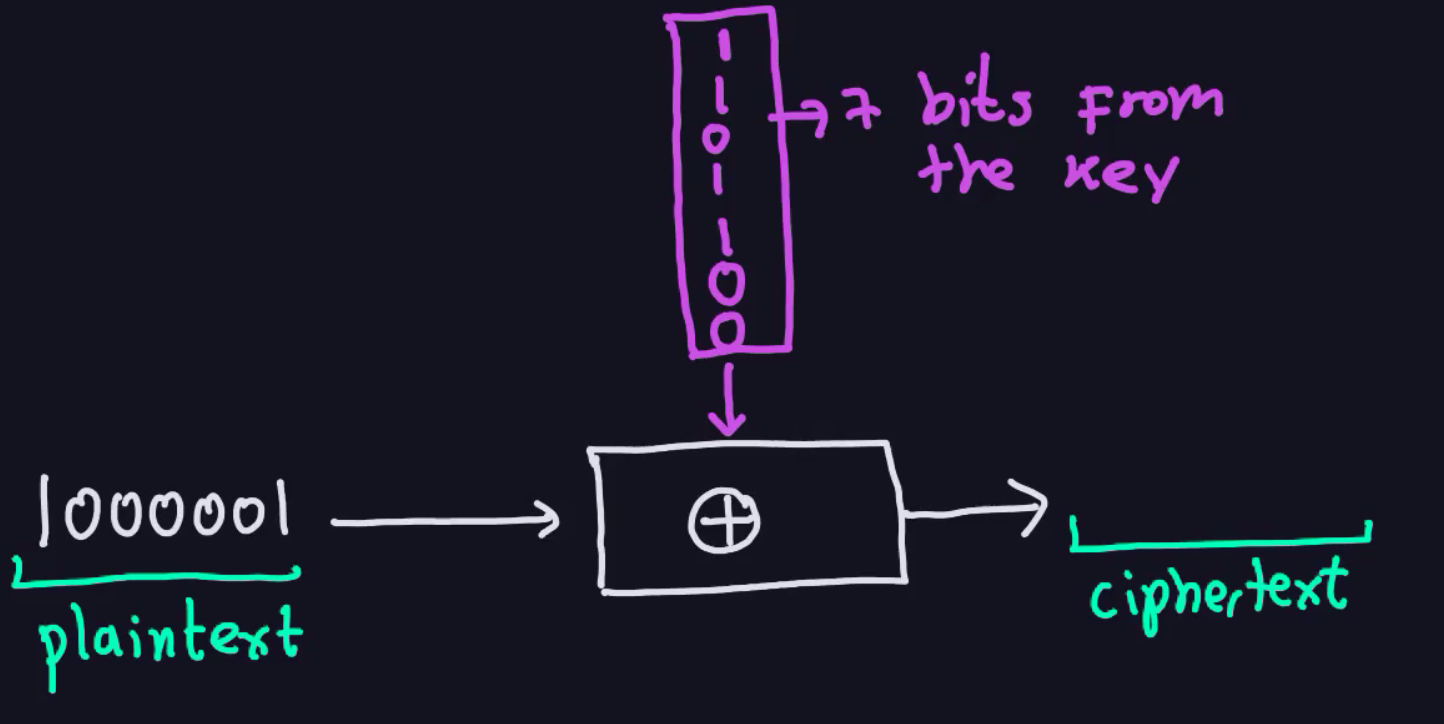 1
1
0
1
1
0
0
→ 7 bits from
the key
1000001
⊕
plaintext
ciphertext